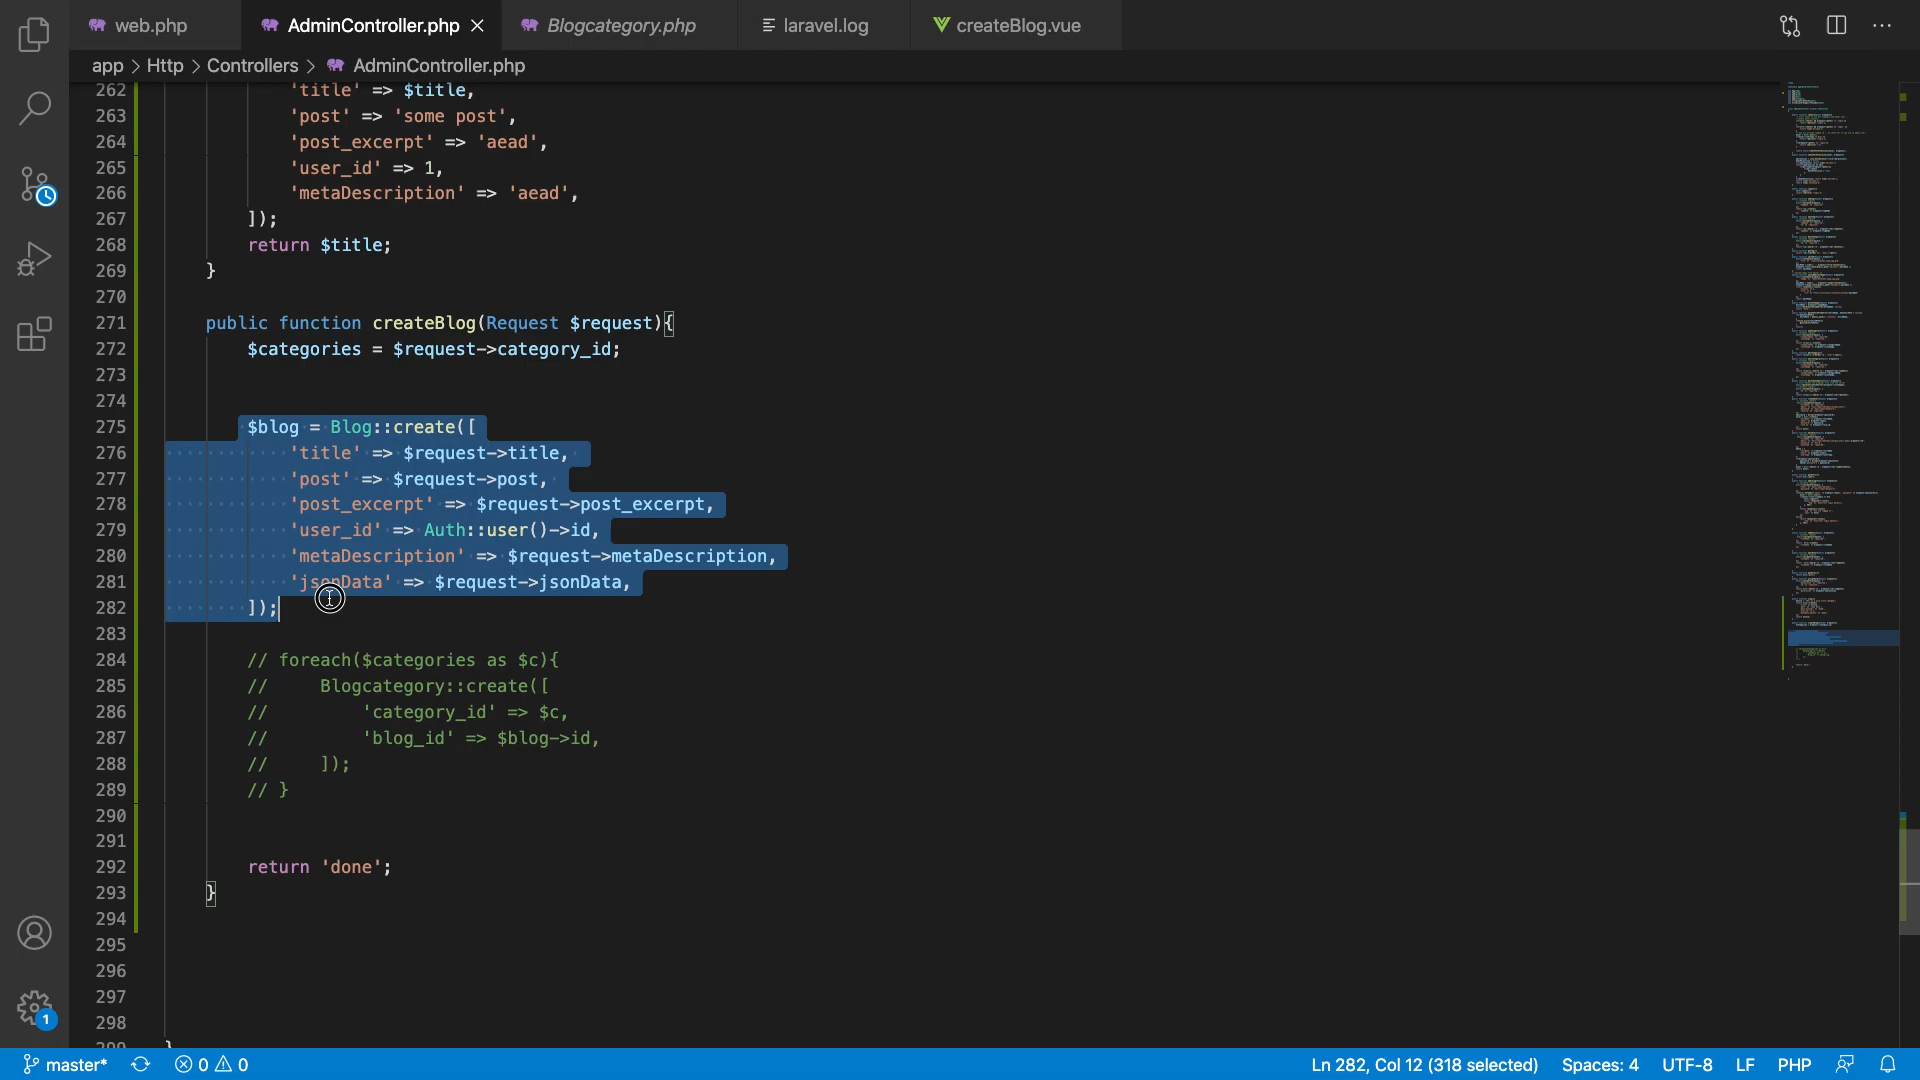 web.php
AdminController.php
Blogcategory.php
laravel.log
createBlog.vue
app > Http > Controllers > AdminController.php
262 'title' => $title,
263 'post' => 'some post',
264 'post_excerpt' => 'aead',
265 'user_id' => 1,
266 'metaDescription' => 'aead',
267 ]);
268 return $title;
269 }
270
271 public function createBlog(Request $request){
272 $categories = $request->category_id;
273
274
275 $blog = Blog::create([
276 'title' => $request->title,
277 'post' => $request->post,
278 'post_excerpt' => $request->post_excerpt,
279 'user_id' => Auth::user()->id,
280 'metaDescription' => $request->metaDescription,
281 'jsonData' => $request->jsonData,
282 ]);
283
284 // foreach($categories as $c){
285 // Blogcategory::create([
286 // 'category_id' => $c,
287 // 'blog_id' => $blog->id,
288 // ]);
289 // }
290
291
292 return 'done';
293 }
294
295
296
297
298
1
master* 0 0 Ln 282, Col 12 (318 selected) Spaces: 4 UTF-8 LF PHP